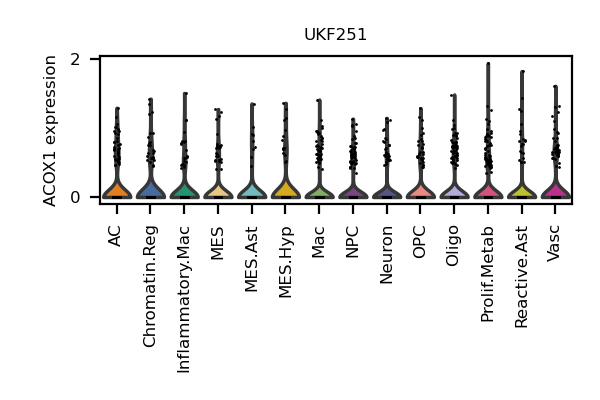 UKF251
ACOX1 expression
2
0
AC
Chromatin.Reg
Inflammatory.Mac
MES
MES.Ast
MES.Hyp
Mac
NPC
Neuron
OPC
Oligo
Prolif.Metab
Reactive.Ast
Vasc